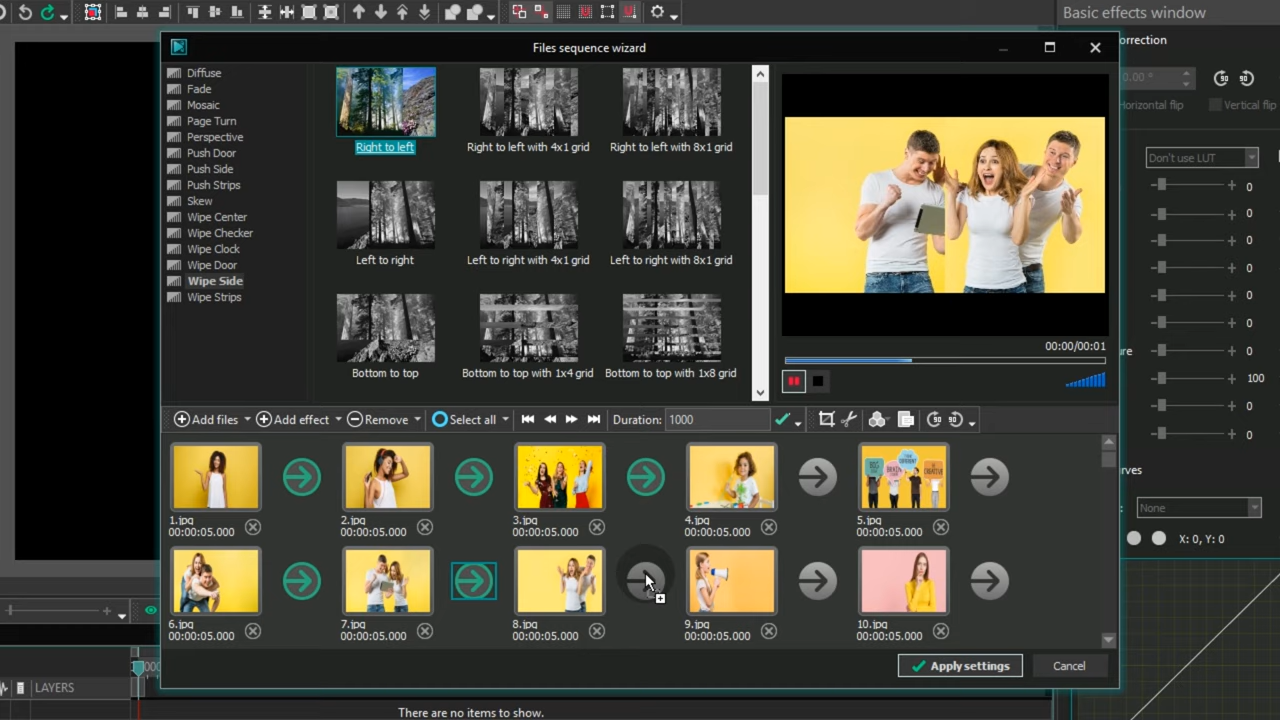 Basic effects window
Files sequence wizard
orrection
0.00 °
90
90
Horizontal flip
Vertical flip
Don't use LUT
0
0
0
0
0
0
ure
0
100
0
0
rves
:
None
X: 0, Y: 0
Diffuse
Fade
Mosaic
Page Turn
Perspective
Push Door
Push Side
Push Strips
Skew
Wipe Center
Wipe Checker
Wipe Clock
Wipe Door
Wipe Side
Wipe Strips
Right to left
Right to left with 4x1 grid
Right to left with 8x1 grid
Left to right
Left to right with 4x1 grid
Left to right with 8x1 grid
Bottom to top
Bottom to top with 1x4 grid
Bottom to top with 1x8 grid
00:00/00:01
Add files
Add effect
Remove
Select all
Duration:
1000
90
90
1.jpg
00:00:05.000
2.jpg
00:00:05.000
3.jpg
00:00:05.000
4.jpg
00:00:05.000
5.jpg
00:00:05.000
6.jpg
00:00:05.000
7.jpg
00:00:05.000
8.jpg
00:00:05.000
9.jpg
00:00:05.000
10.jpg
00:00:05.000
Apply settings
Cancel
LAYERS
There are no items to show.